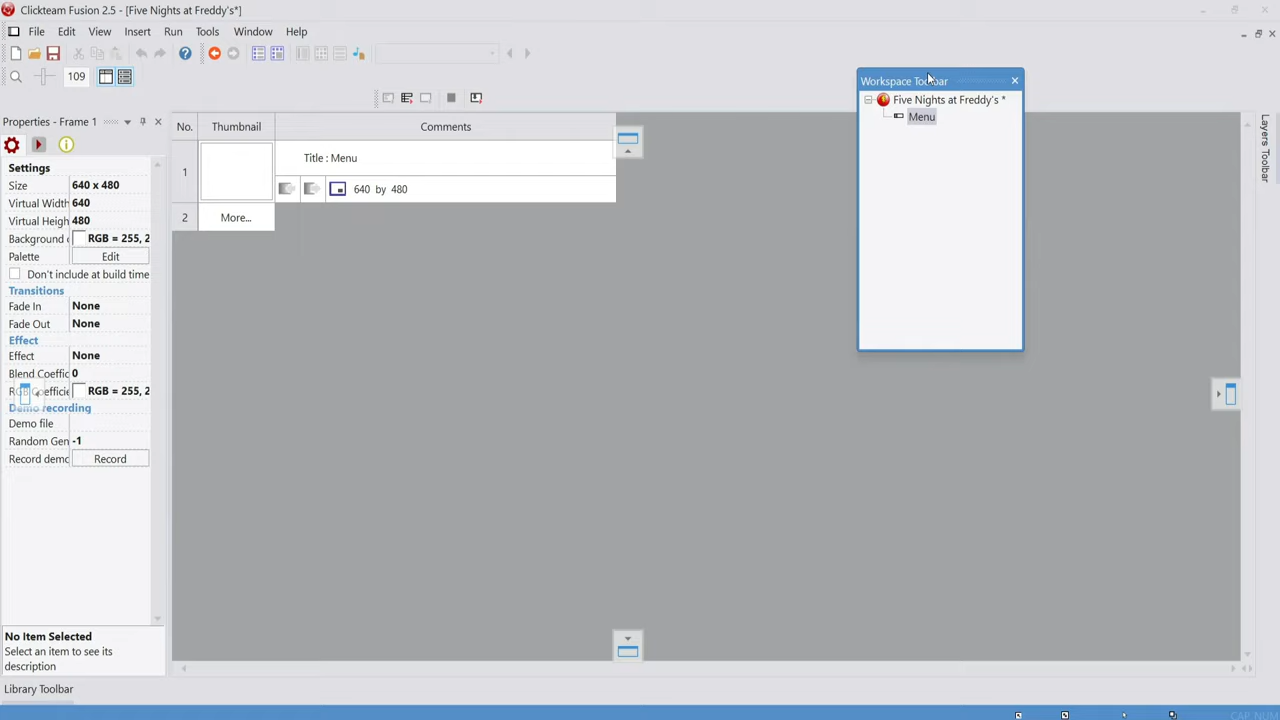 Clickteam Fusion 2.5 - [Five Nights at Freddy's*]
File Edit View Insert Run Tools Window Help
109
Properties - Frame 1
Settings
Size 640 x 480
Virtual Width 640
Virtual Heigh 480
Background c RGB = 255, 2
Palette Edit
Don't include at build time
Transitions
Fade In None
Fade Out None
Effect
Effect None
Blend Coeffic 0
RGB Coefficie RGB = 255, 2
Demo recording
Demo file
Random Gen -1
Record demo Record
No Item Selected
Select an item to see its
description
Library Toolbar
No. Thumbnail Comments
1 Title : Menu
640 by 480
2 More...
Workspace Toolbar
Five Nights at Freddy's *
Menu
Layers Toolbar
CAP NUM